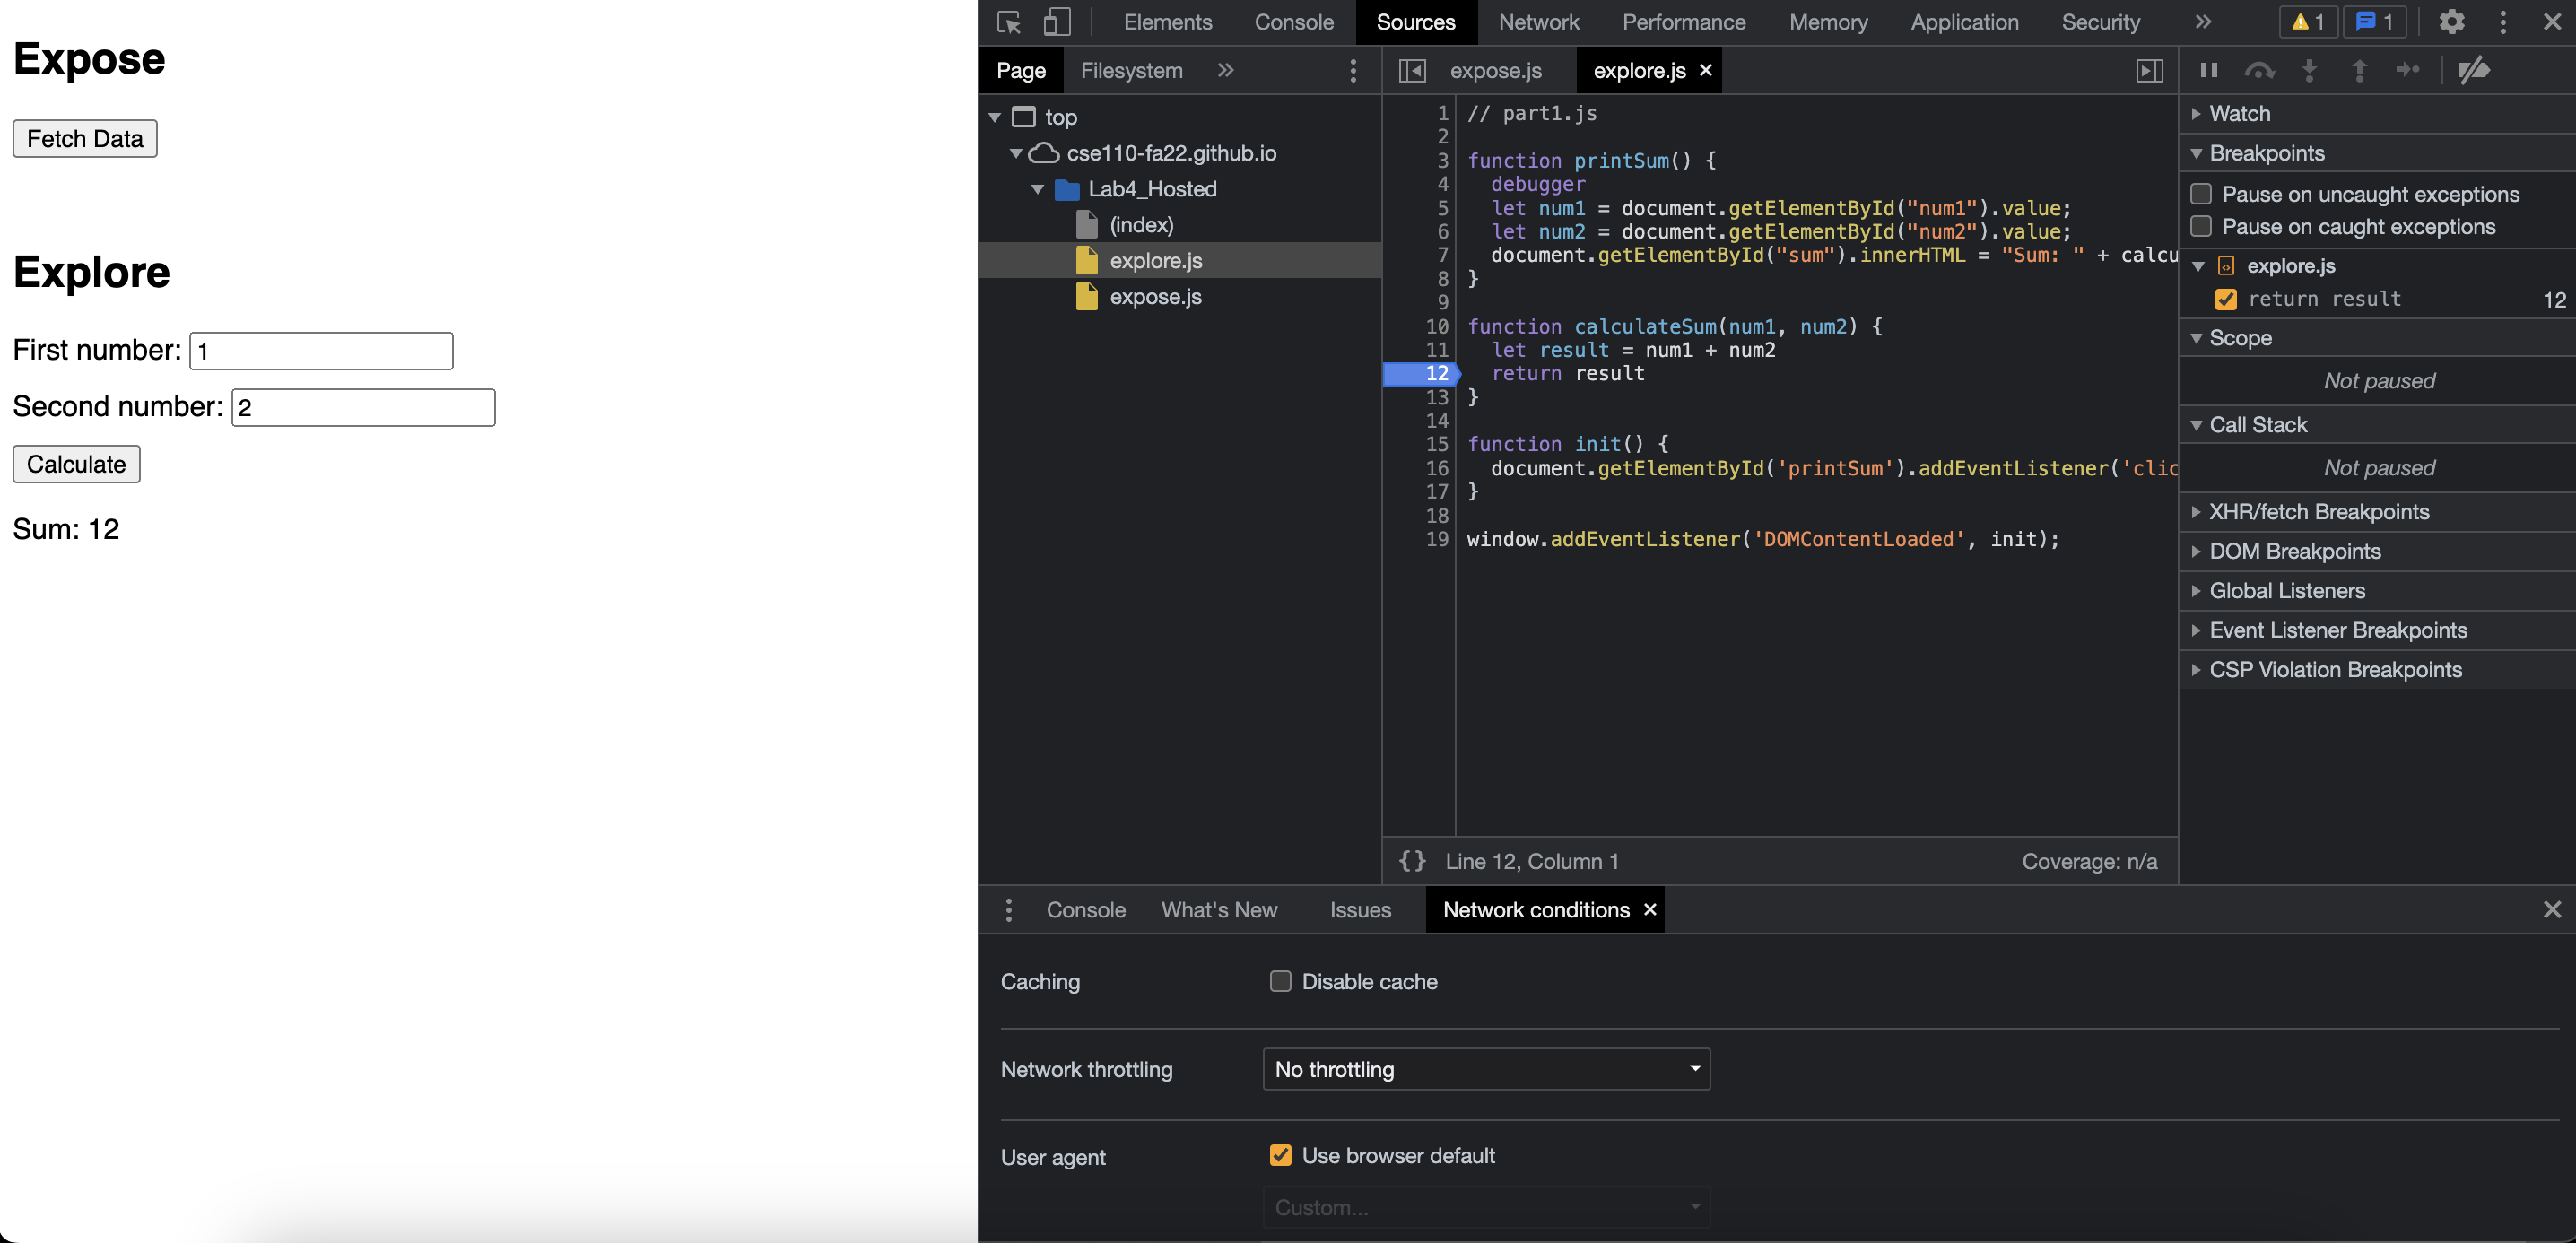 Expose
Fetch Data
Explore
First number: 1
Second number: 2
Calculate
Sum: 12
Elements Console Sources Network Performance Memory Application Security » 1 1
Page Filesystem »
top
cse110-fa22.github.io
Lab4_Hosted
(index)
explore.js
expose.js
expose.js explore.js ×
1 // part1.js
2
3 function printSum() {
4 debugger
5 let num1 = document.getElementById("num1").value;
6 let num2 = document.getElementById("num2").value;
7 document.getElementById("sum").innerHTML = "Sum: " + calcu
8 }
9
10 function calculateSum(num1, num2) {
11 let result = num1 + num2
12 return result
13 }
14
15 function init() {
16 document.getElementById('printSum').addEventListener('clic
17 }
18
19 window.addEventListener('DOMContentLoaded', init);
{} Line 12, Column 1 Coverage: n/a
Watch
Breakpoints
Pause on uncaught exceptions
Pause on caught exceptions
explore.js
return result 12
Scope
Not paused
Call Stack
Not paused
XHR/fetch Breakpoints
DOM Breakpoints
Global Listeners
Event Listener Breakpoints
CSP Violation Breakpoints
Console What's New Issues Network conditions ×
Caching Disable cache
Network throttling No throttling
User agent Use browser default
Custom...